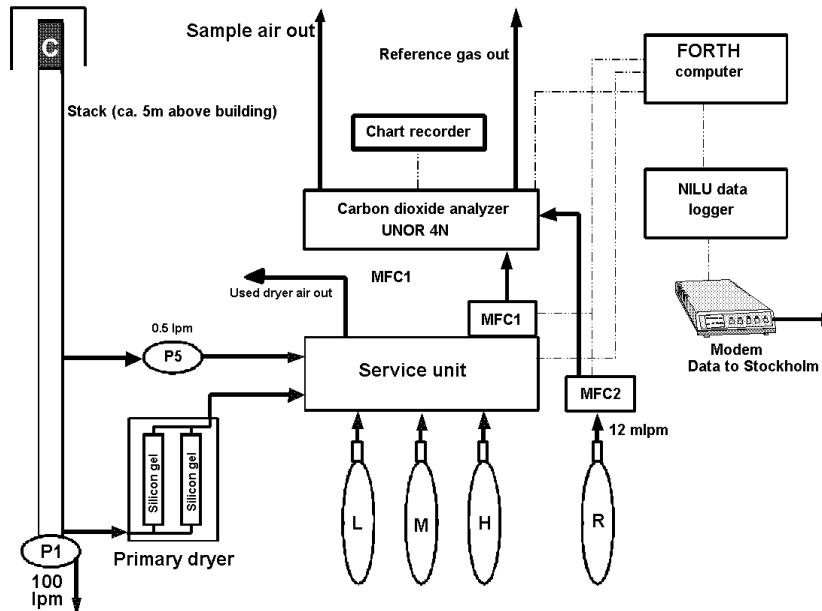 C
Sample air out
Reference gas out
FORTH
computer
Stack (ca. 5m above building)
Chart recorder
NILU data
logger
Carbon dioxide analyzer
UNOR 4N
MFC1
Used dryer air out
MFC1
0.5 lpm
P5
Service unit
Modem
Data to Stockholm
MFC2
12 mlpm
Silicon gel
Silicon gel
L
M
H
R
Primary dryer
P1
100
lpm